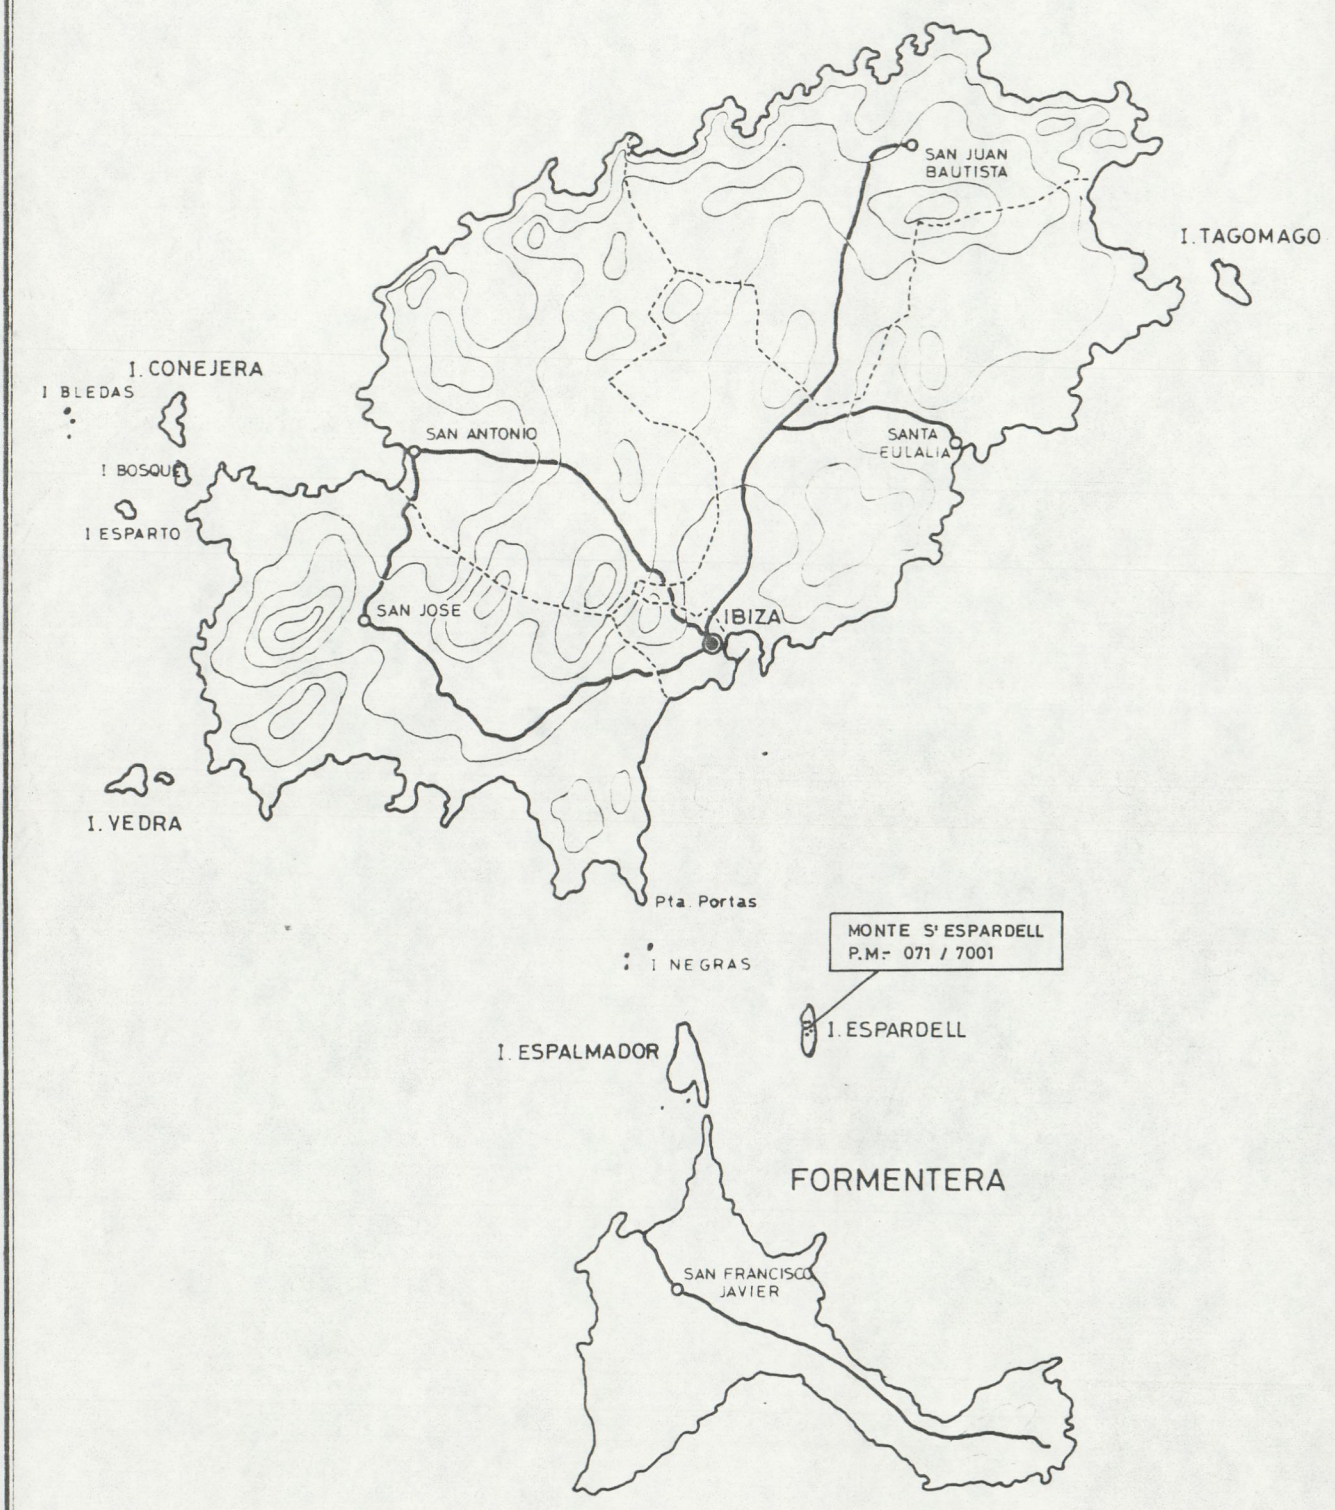 SAN JUAN
BAUTISTA
I. TAGOMAGO
I. CONEJERA
I BLEDAS
SAN ANTONIO
SANTA
EULALIA
I BOSQUE
I ESPARTO
SAN JOSE
IBIZA
I. VEDRA
Pta. Portas
MONTE S' ESPARDELL
P.M.- 071 / 7001
I NEGRAS
I. ESPARDELL
I. ESPALMADOR
FORMENTERA
SAN FRANCISCO
JAVIER